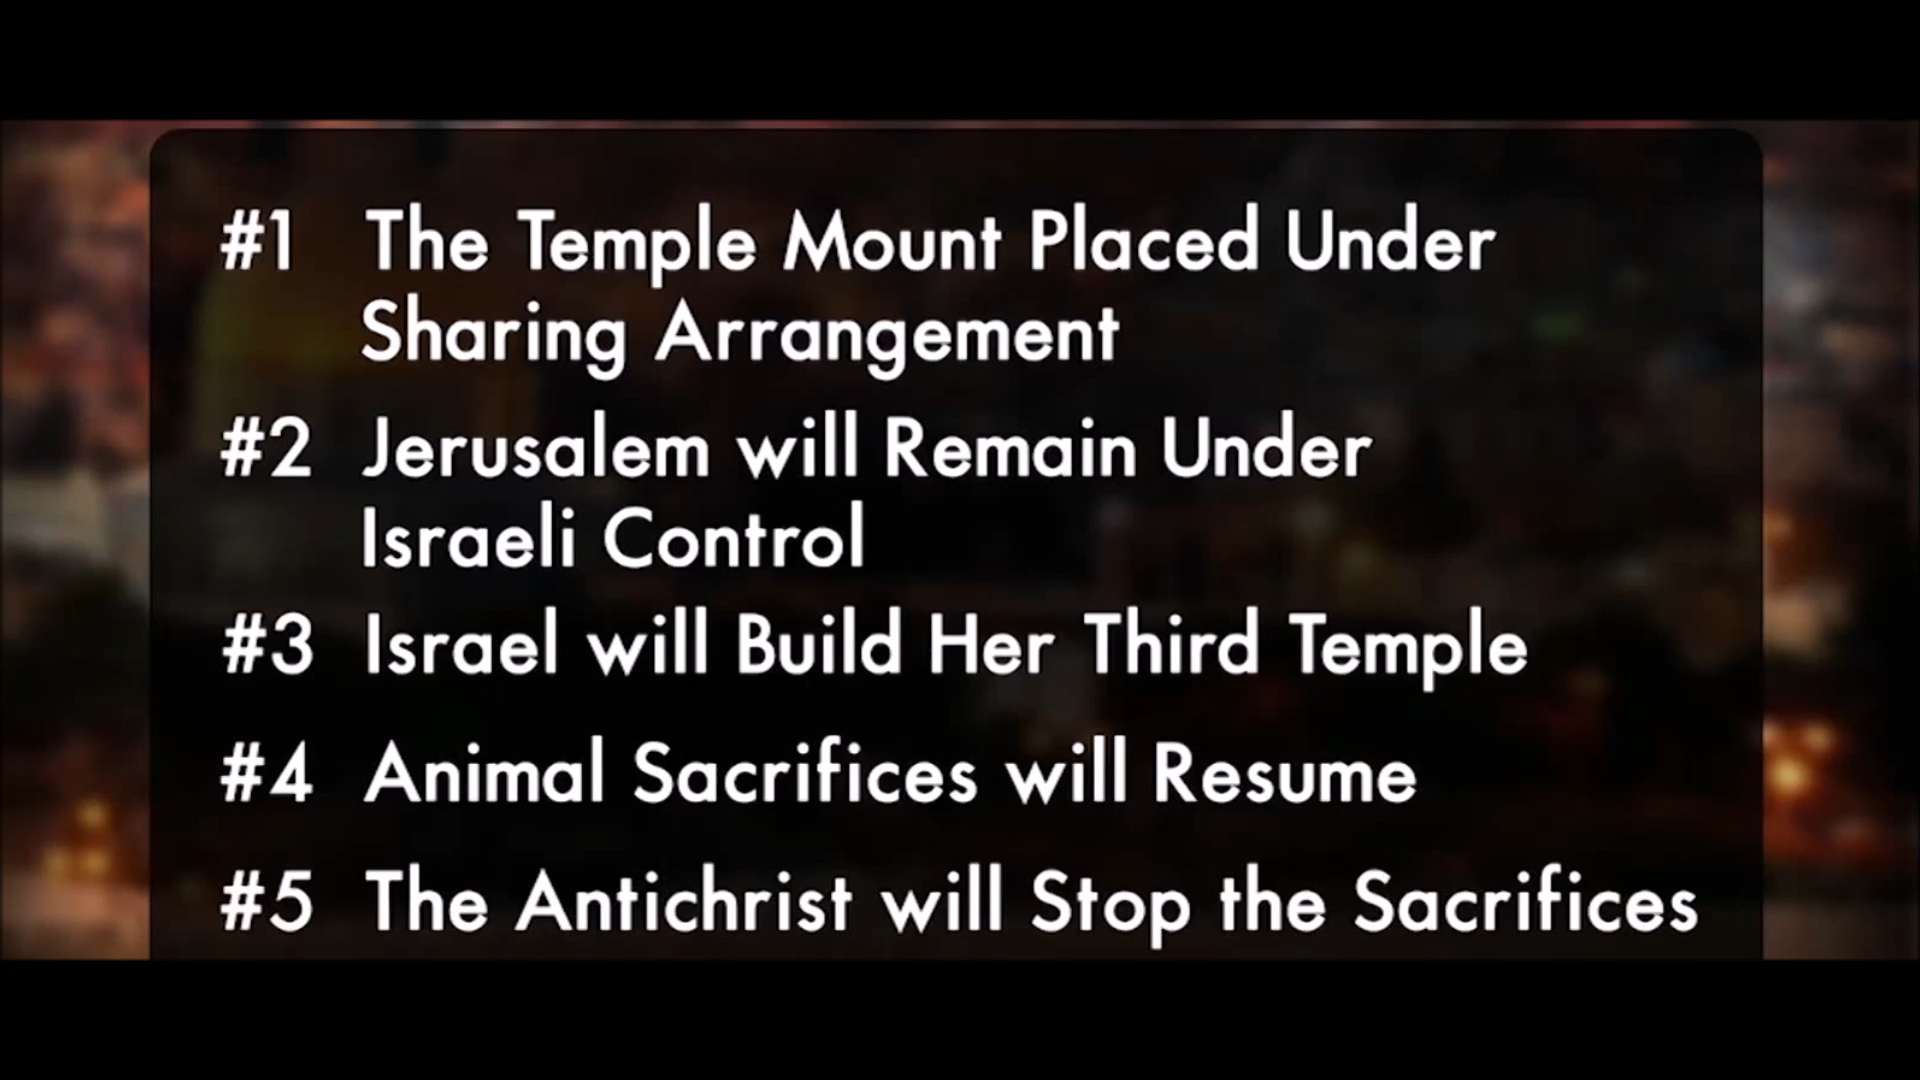 #1 The Temple Mount Placed Under
Sharing Arrangement
#2 Jerusalem will Remain Under
Israeli Control
#3 Israel will Build Her Third Temple
#4 Animal Sacrifices will Resume
#5 The Antichrist will Stop the Sacrifices